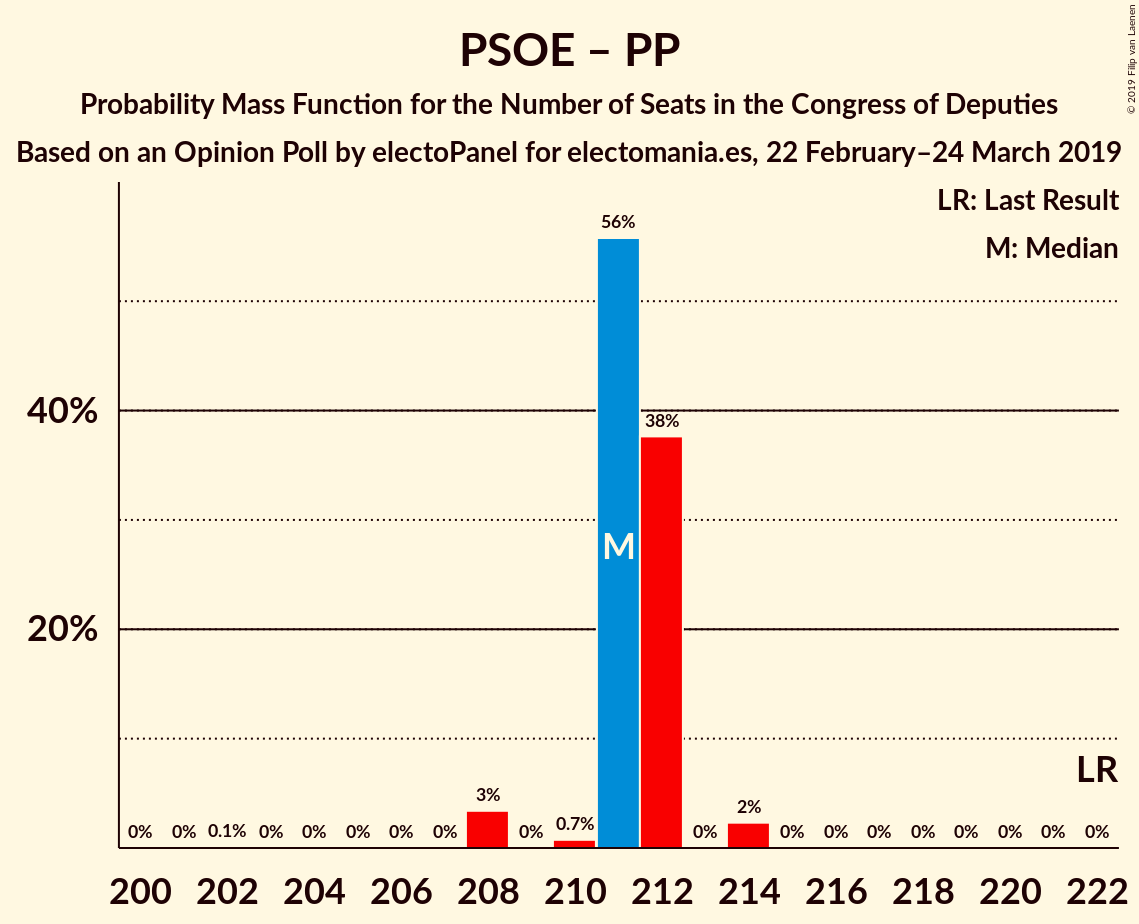 PSOE – PP
Probability Mass Function for the Number of Seats in the Congress of Deputies
Based on an Opinion Poll by electoPanel for electomania.es, 22 February–24 March 2019
© 2019 Filip van Laenen
LR: Last Result
M: Median
56%
40%
38%
M
20%
LR
3%
2%
0% 0% 0.1% 0% 0% 0% 0% 0% 0% 0.7% 0% 0% 0% 0% 0% 0% 0% 0% 0%
200 202 204 206 208 210 212 214 216 218 220 222